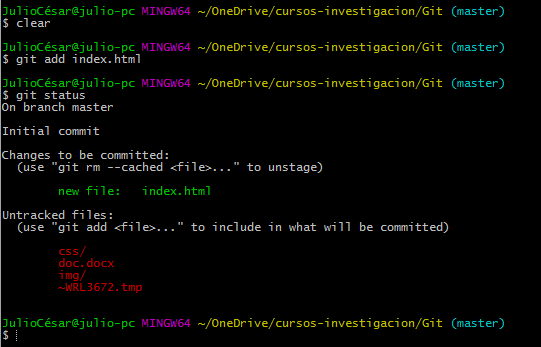 JulioCésar@julio-pc MINGW64 ~/OneDrive/cursos-investigacion/Git (master)
$ clear
JulioCésar@julio-pc MINGW64 ~/OneDrive/cursos-investigacion/Git (master)
$ git add index.html
JulioCésar@julio-pc MINGW64 ~/OneDrive/cursos-investigacion/Git (master)
$ git status
On branch master
Initial commit
Changes to be committed:
(use "git rm --cached <file>..." to unstage)
new file:   index.html
Untracked files:
(use "git add <file>..." to include in what will be committed)
css/
doc.docx
img/
~WRL3672.tmp
JulioCésar@julio-pc MINGW64 ~/OneDrive/cursos-investigacion/Git (master)
$